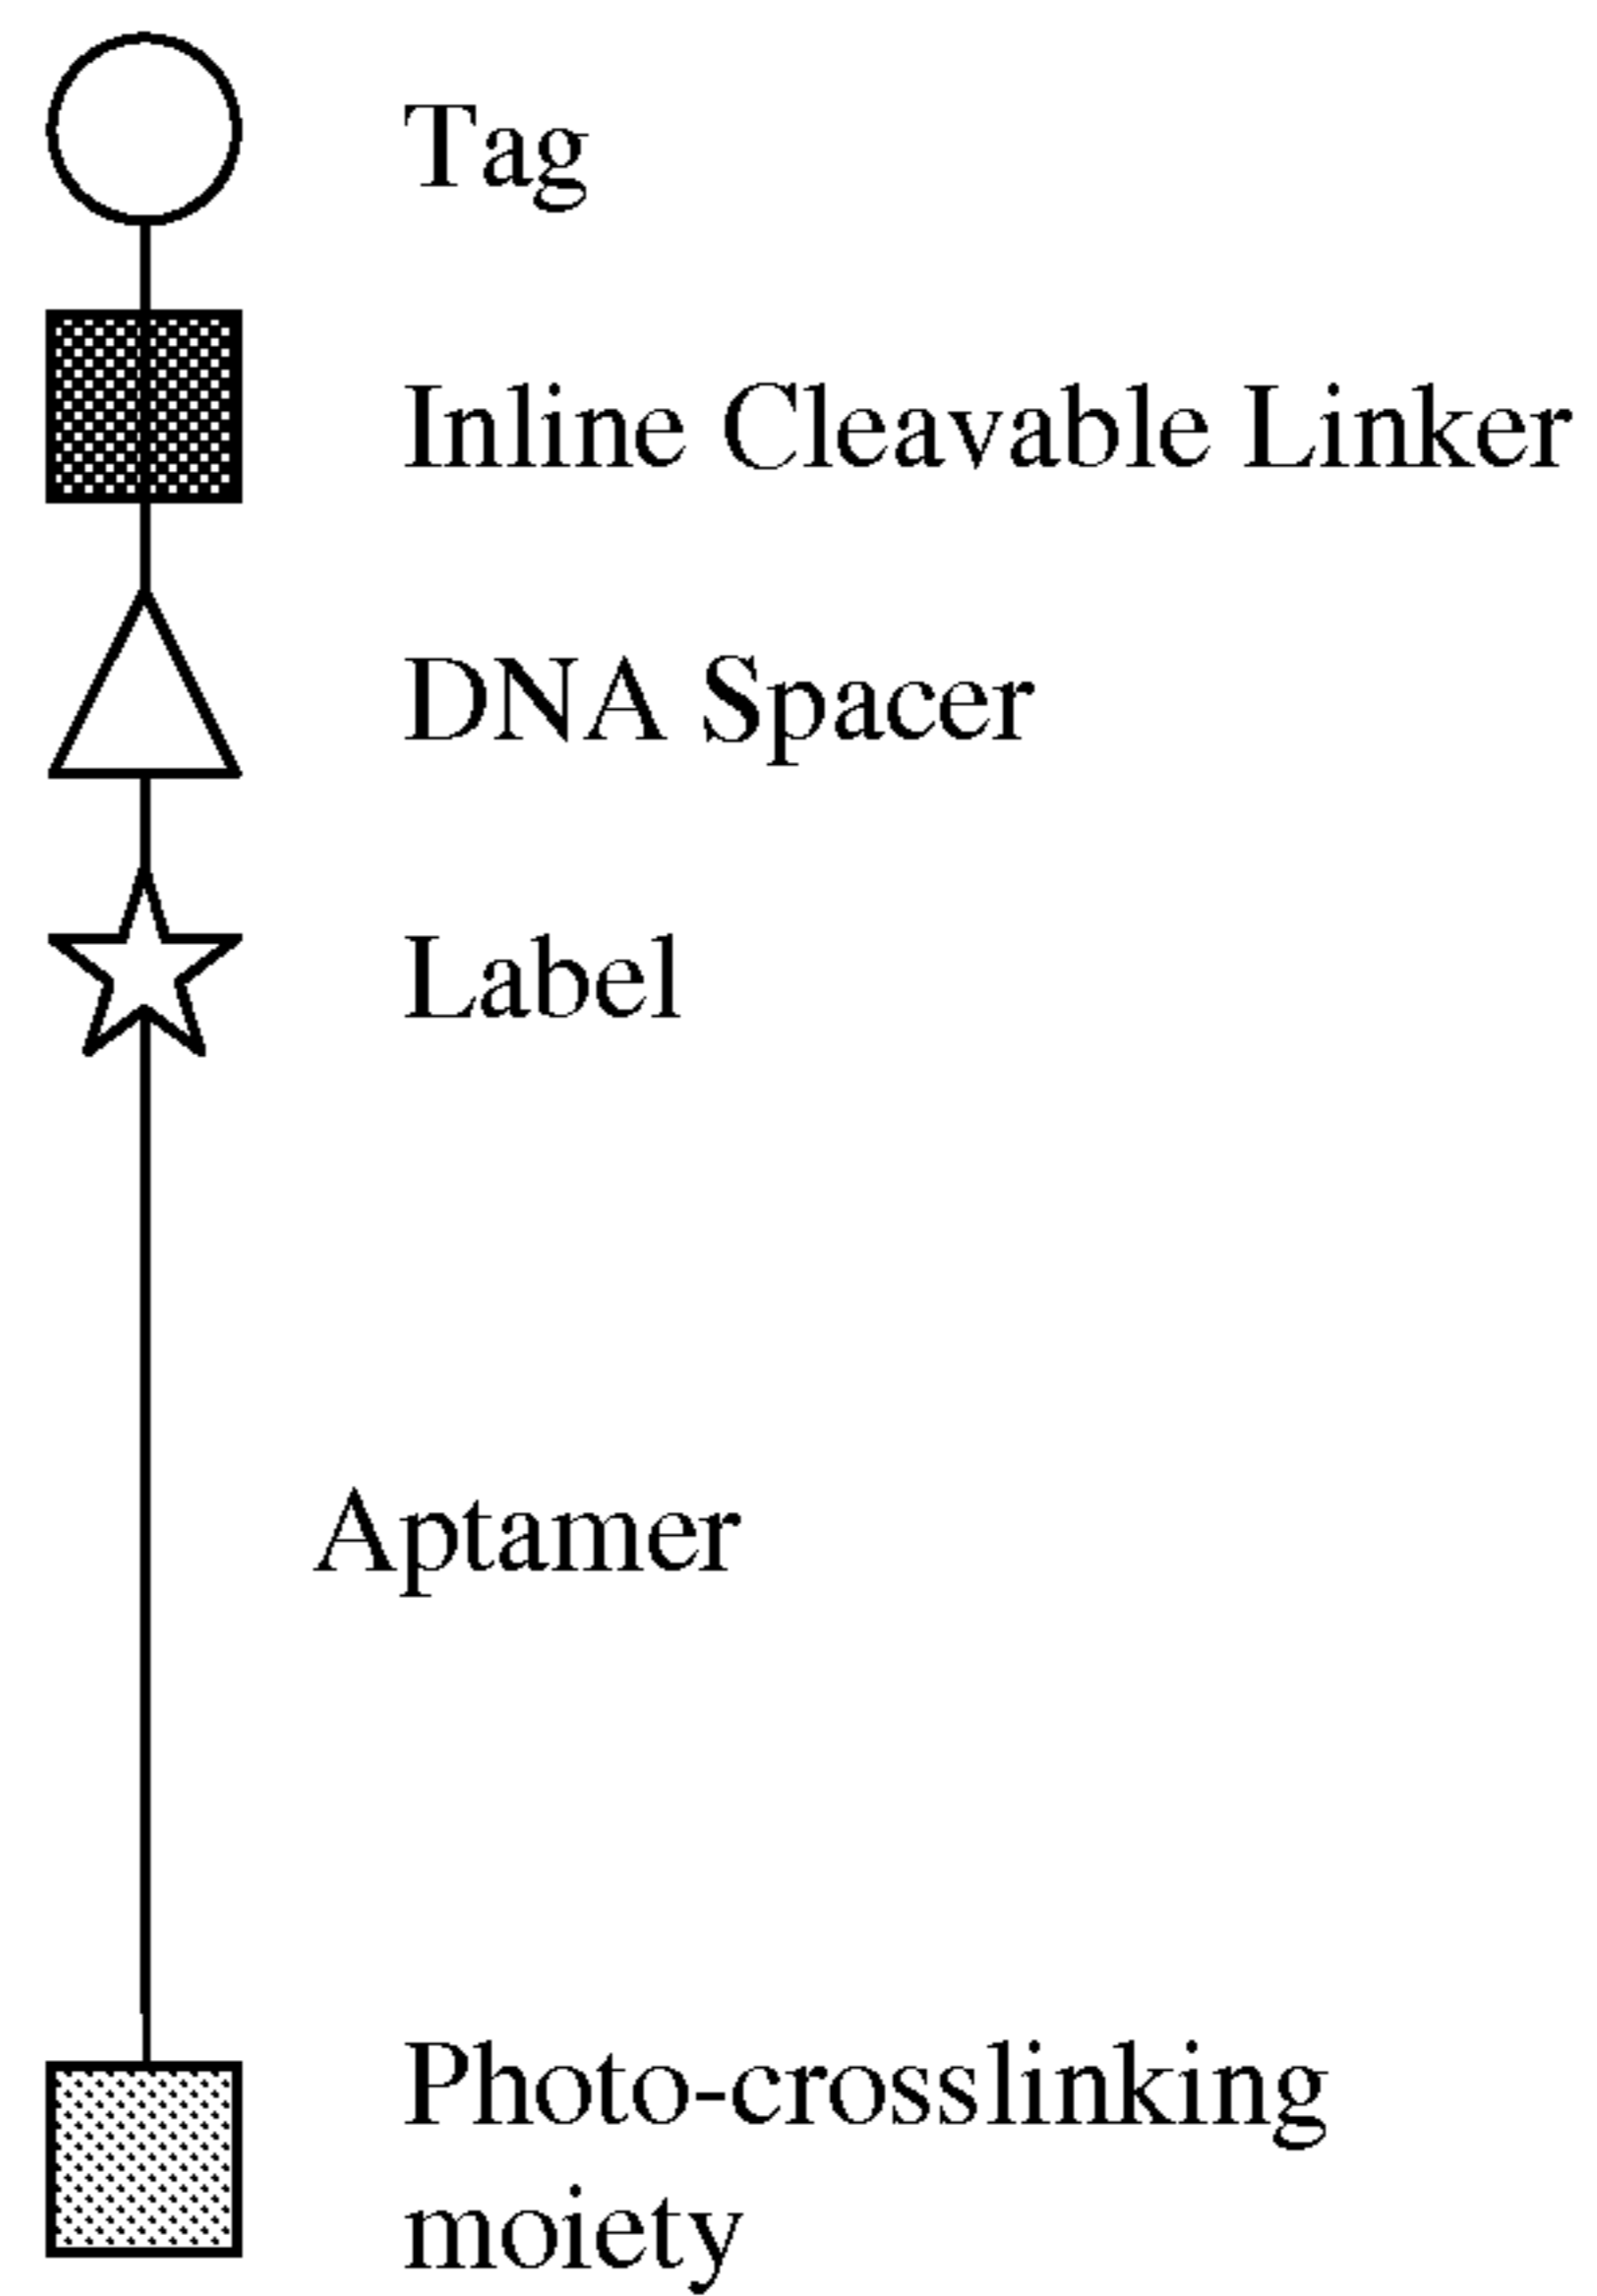 Tag
Inline Cleavable Linker
DNA Spacer
Label
Aptamer
Photo-crosslinking
moiety